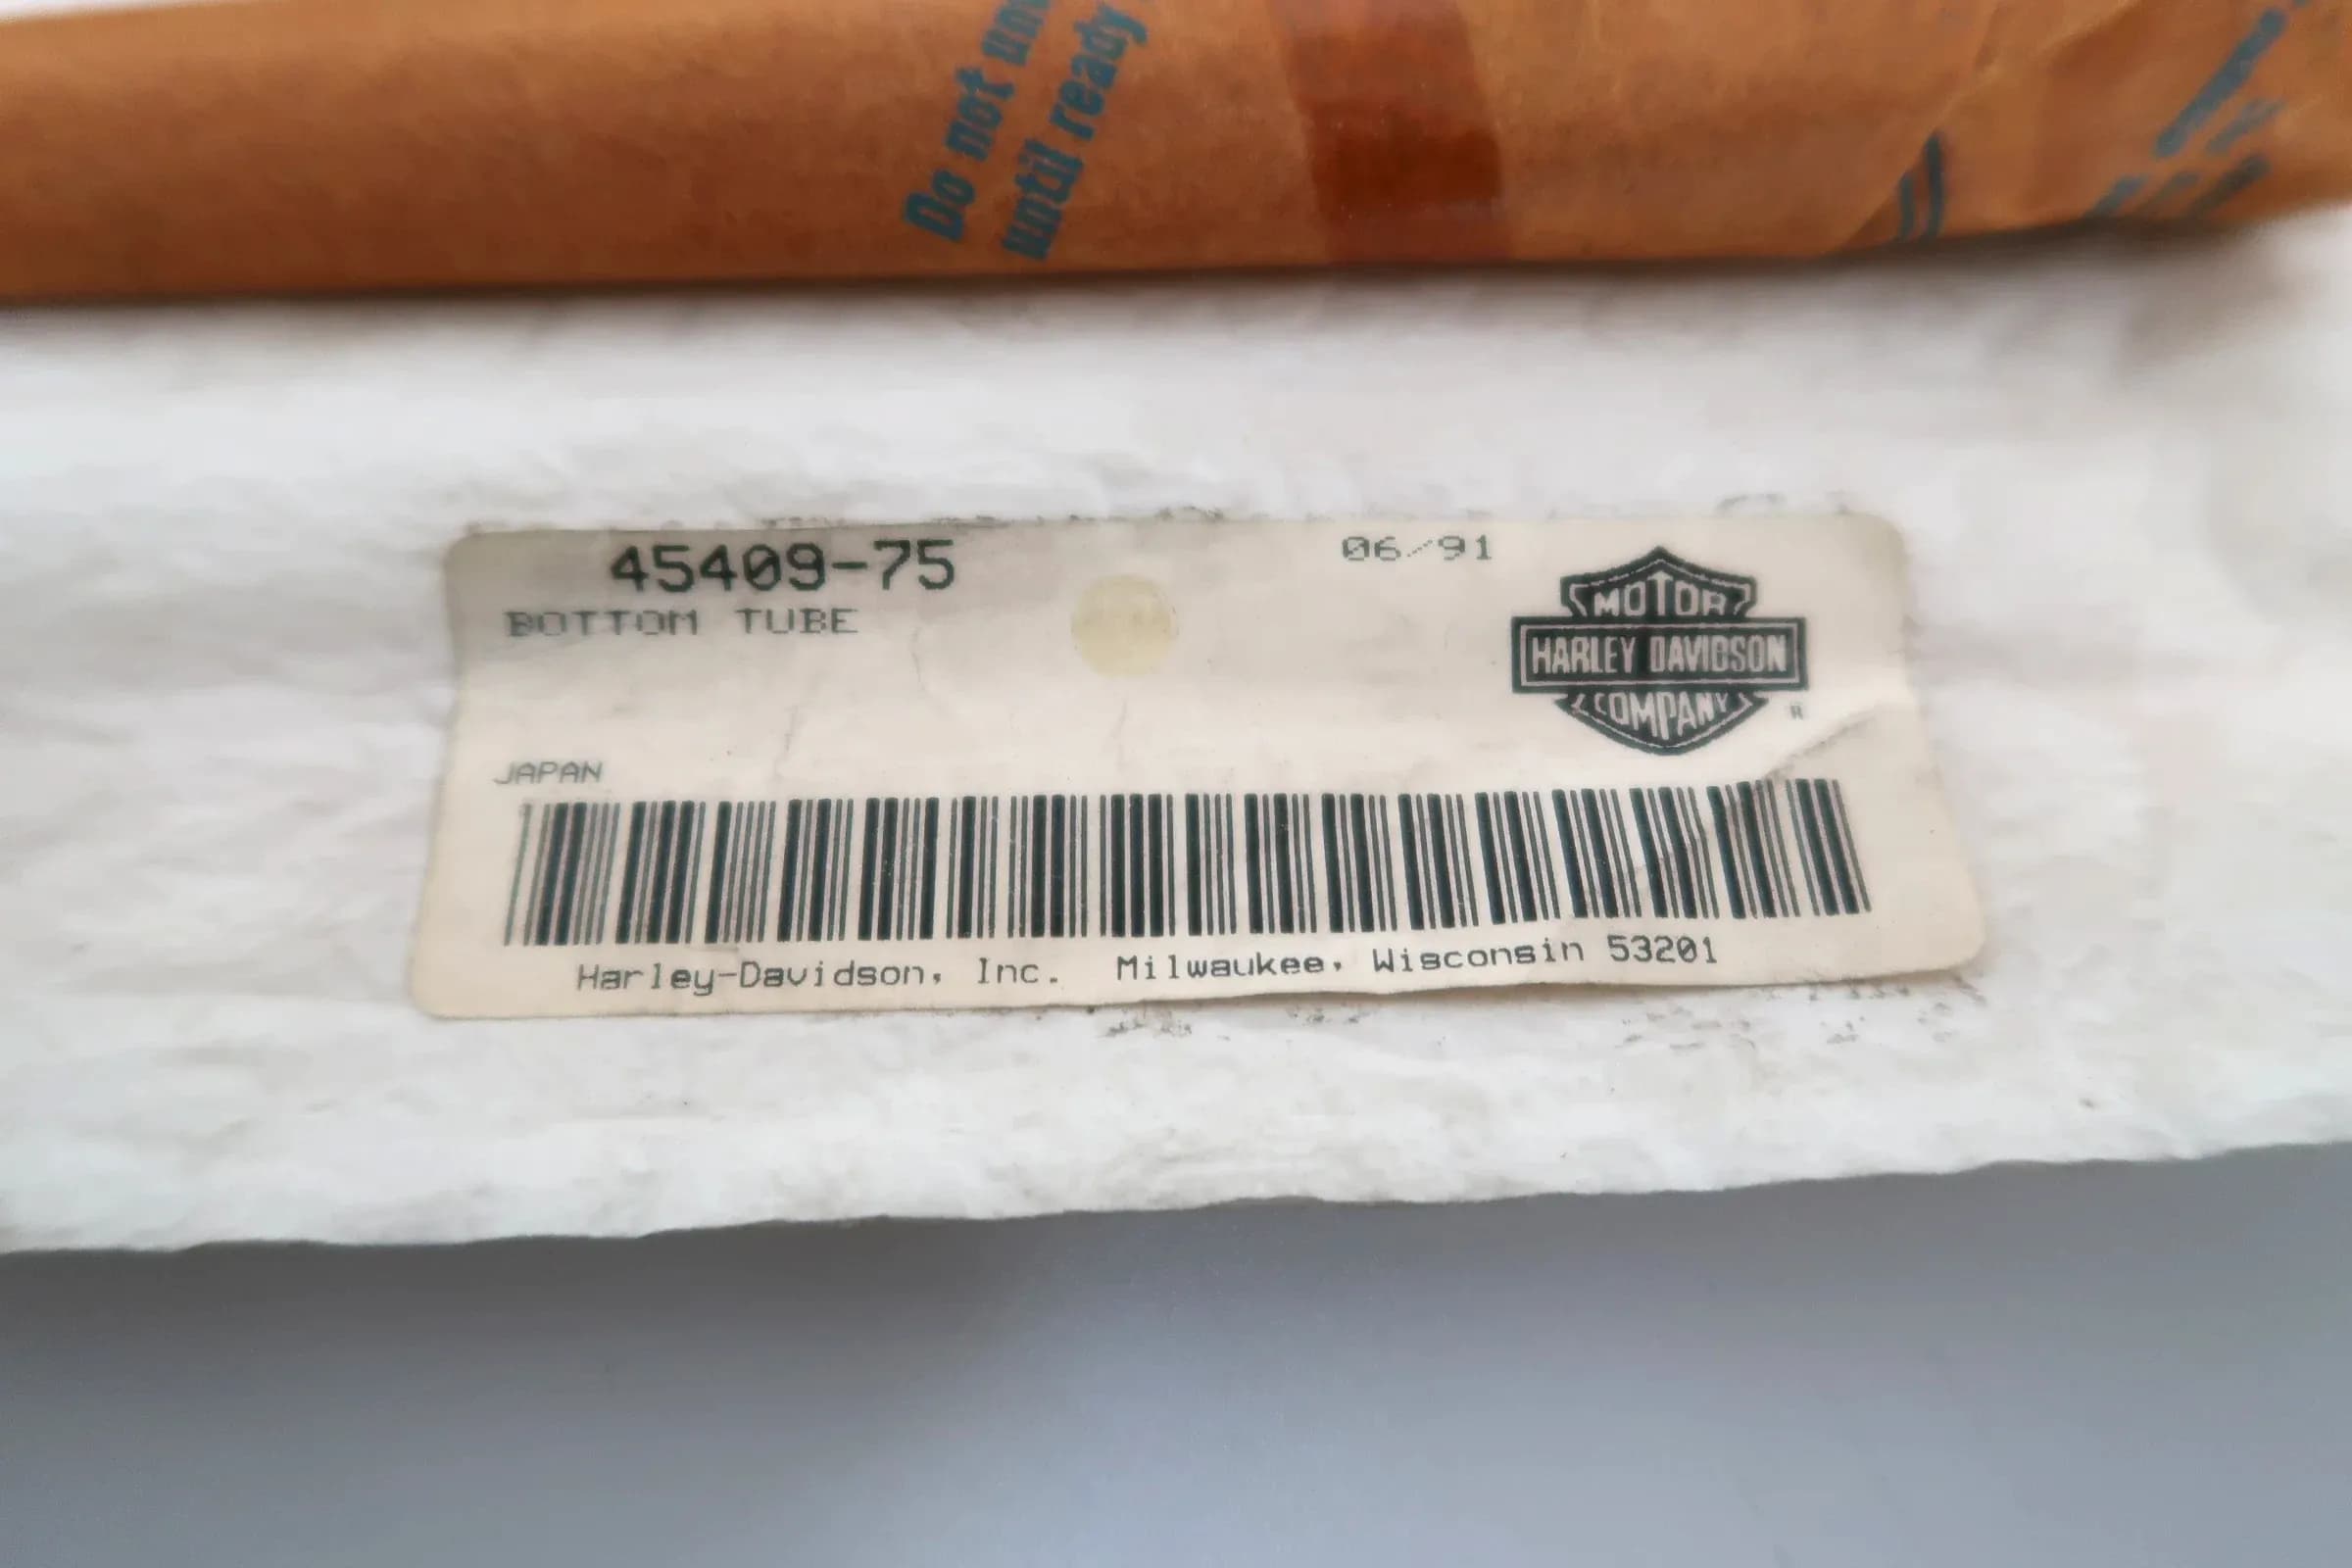 Do not
until ready
45409-75
06/91
BOTTOM TUBE
MOTOR
HARLEY DAVIDSON
COMPANY
®
JAPAN
Harley-Davidson, Inc. Milwaukee, Wisconsin 53201